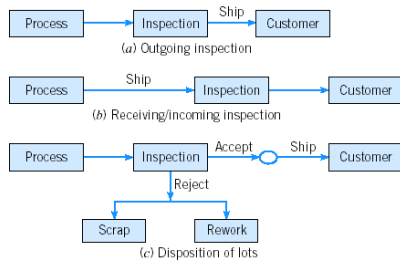 Ship
Process Inspection Customer
(a) Outgoing inspection
Ship
Process Inspection Customer
(b) Receiving/incoming inspection
Accept Ship
Process Inspection Customer
Reject
Scrap Rework
(c) Disposition of lots